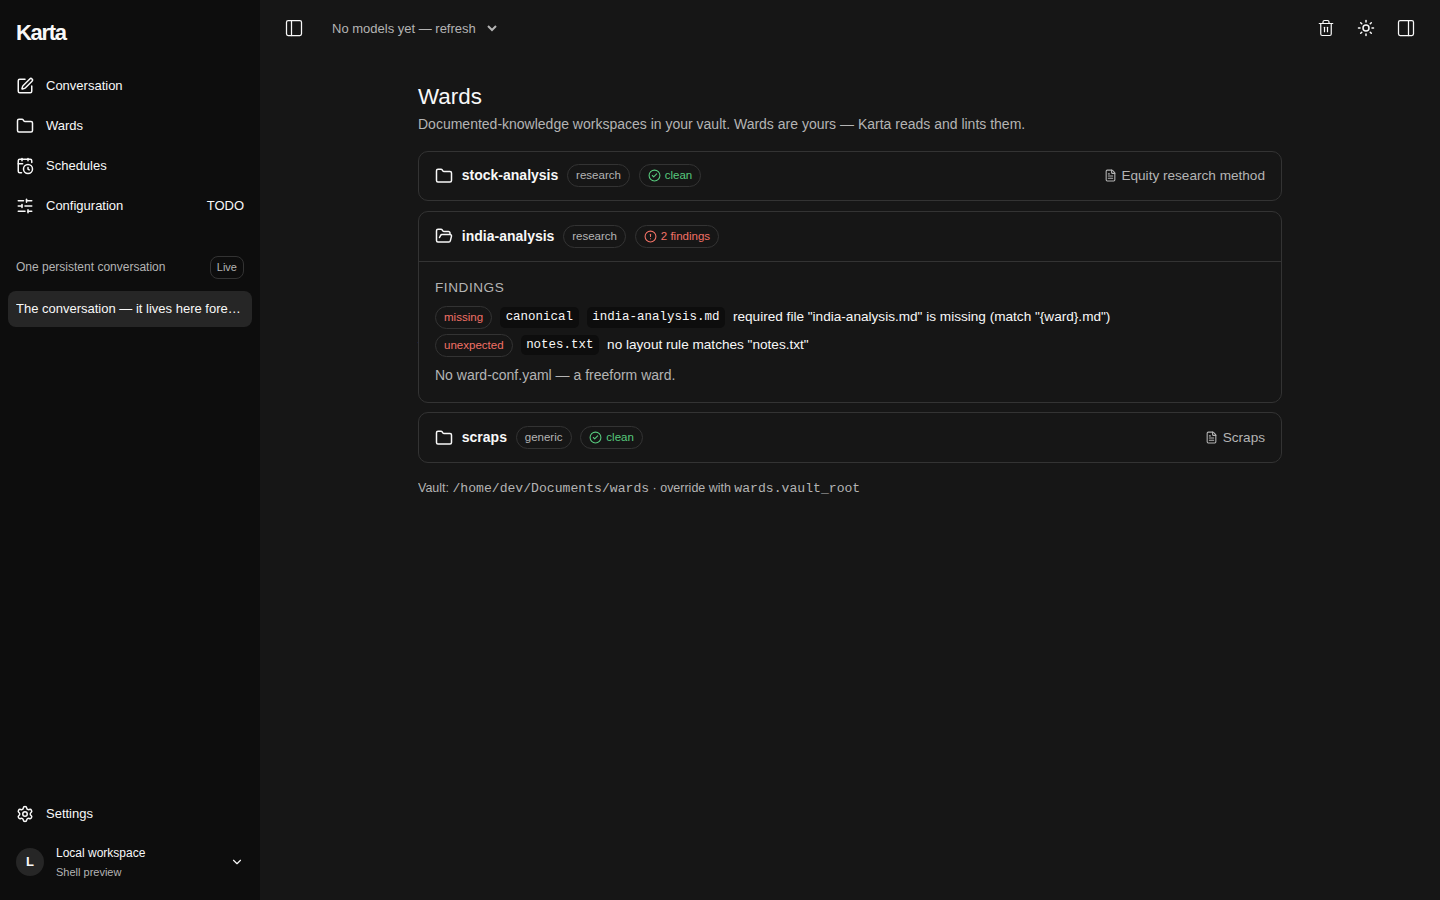 Karta
Conversation
Wards
Schedules
Configuration TODO
One persistent conversation Live
The conversation — it lives here fore…
Settings
L
Local workspace
Shell preview
No models yet — refresh
Wards
Documented-knowledge workspaces in your vault. Wards are yours — Karta reads and lints them.
stock-analysis research clean Equity research method
india-analysis research 2 findings
FINDINGS
missing canonical india-analysis.md required file "india-analysis.md" is missing (match "{ward}.md")
unexpected notes.txt no layout rule matches "notes.txt"
No ward-conf.yaml — a freeform ward.
scraps generic clean Scraps
Vault: /home/dev/Documents/wards · override with wards.vault_root